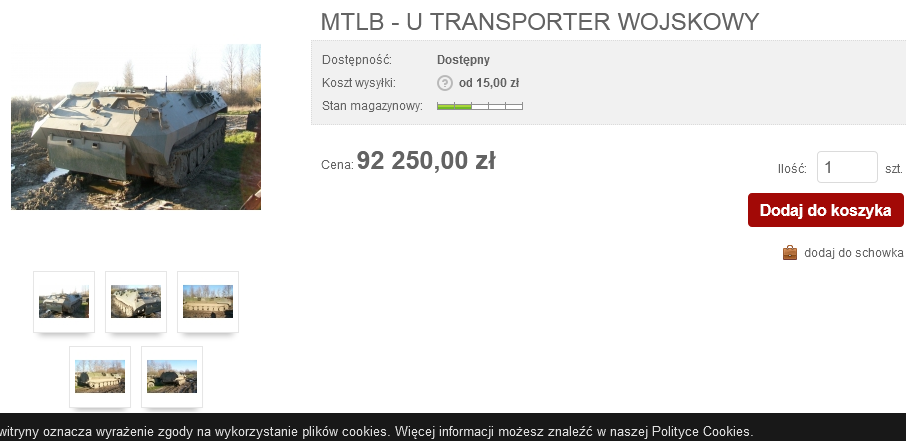 MTLB - U TRANSPORTER WOJSKOWY
Dostępność: Dostępny
Koszt wysyłki: ? od 15,00 zł
Stan magazynowy:
Cena: 92 250,00 zł
Ilość: 1 szt.
Dodaj do koszyka
dodaj do schowka
witryny oznacza wyrażenie zgody na wykorzystanie plików cookies. Więcej informacji możesz znaleźć w naszej Polityce Cookies.